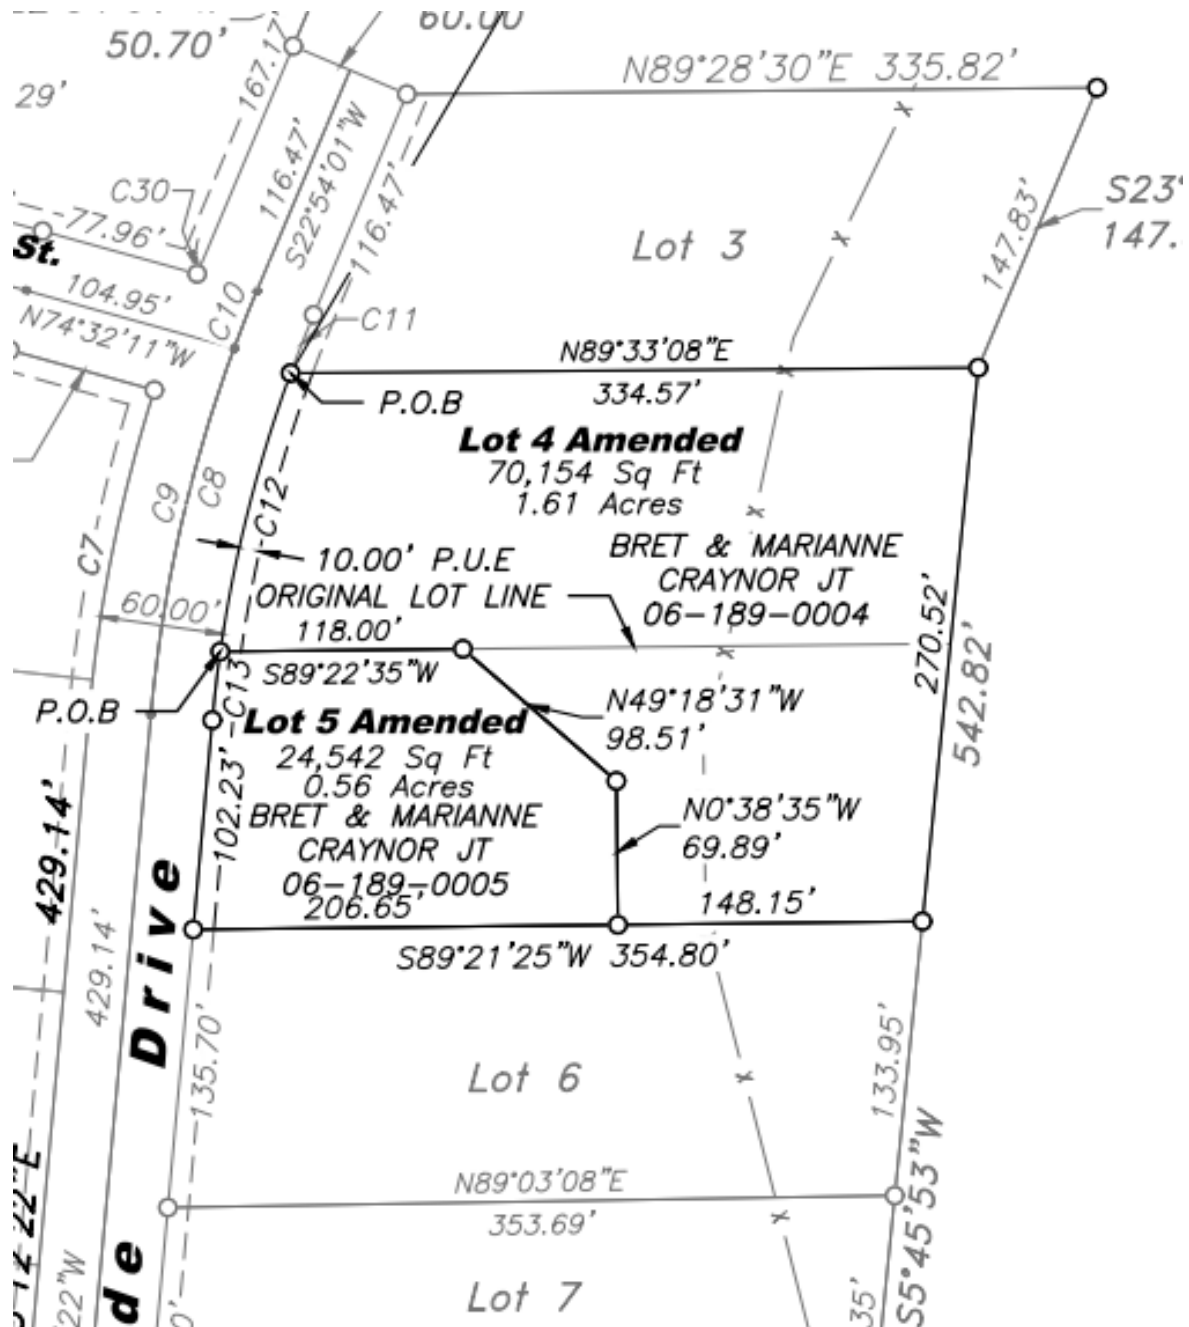 50.70'
60.00
167.17'
N89°28'30"E 335.82'
29'
116.47'
S22°54'01"W
116.47'
C30
77.96'
St.
104.95'
N74°32'11"W
C10
C11
Lot 3
147.83'
S23°
147.
N89°33'08"E
334.57'
P.O.B
Lot 4 Amended
70,154 Sq Ft
1.61 Acres
C9
C8
C7
C12
10.00' P.U.E
BRET & MARIANNE
CRAYNOR JT
06-189-0004
ORIGINAL LOT LINE
60.00'
118.00'
S89°22'35"W
270.52'
542.82'
C13
P.O.B
Lot 5 Amended
24,542 Sq Ft
0.56 Acres
BRET & MARIANNE
CRAYNOR JT
06-189-0005
N49°18'31"W
98.51'
N0°38'35"W
69.89'
102.23'
206.65'
148.15'
S89°21'25"W 354.80'
429.14'
429.14'
Drive
135.70'
Lot 6
133.95'
N89°03'08"E
353.69'
S5°45'53"W
22"W
de
Lot 7
35'